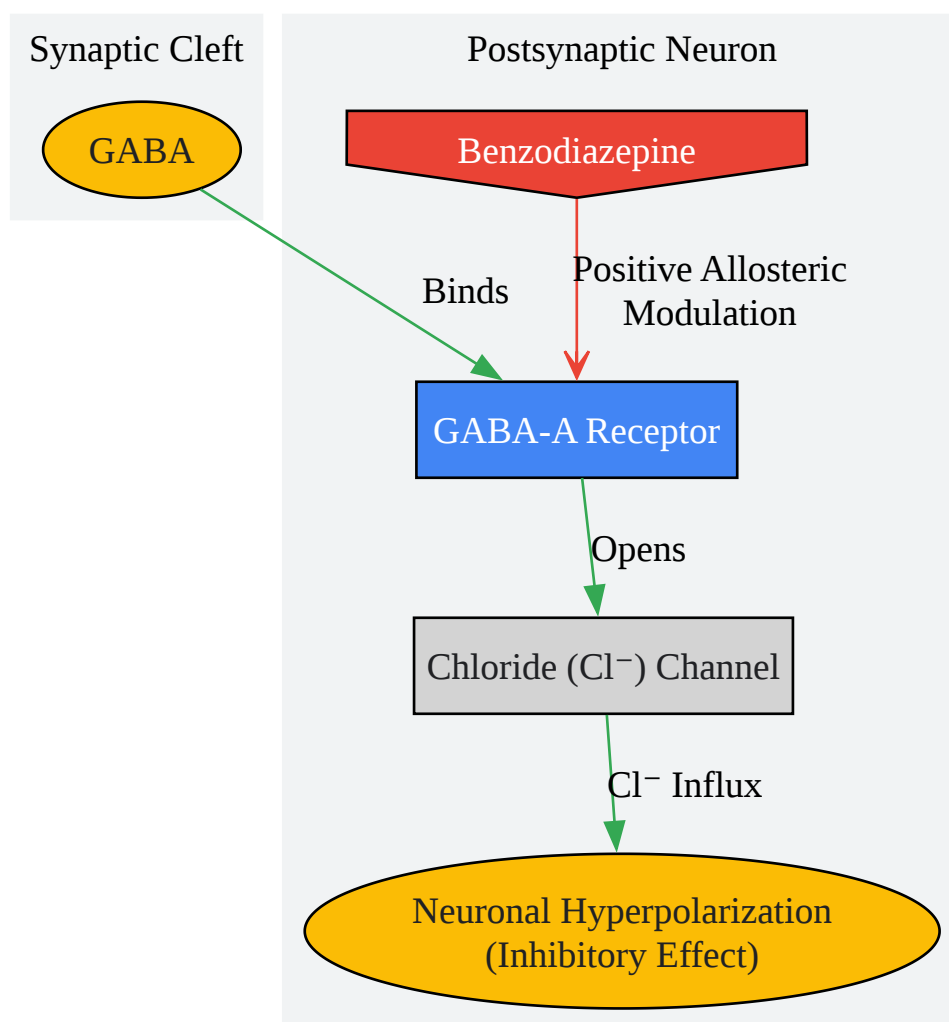 Synaptic Cleft
Postsynaptic Neuron
GABA
Benzodiazepine
Binds
Positive Allosteric
Modulation
GABA-A Receptor
Opens
Chloride (Cl⁻) Channel
Cl⁻ Influx
Neuronal Hyperpolarization
(Inhibitory Effect)